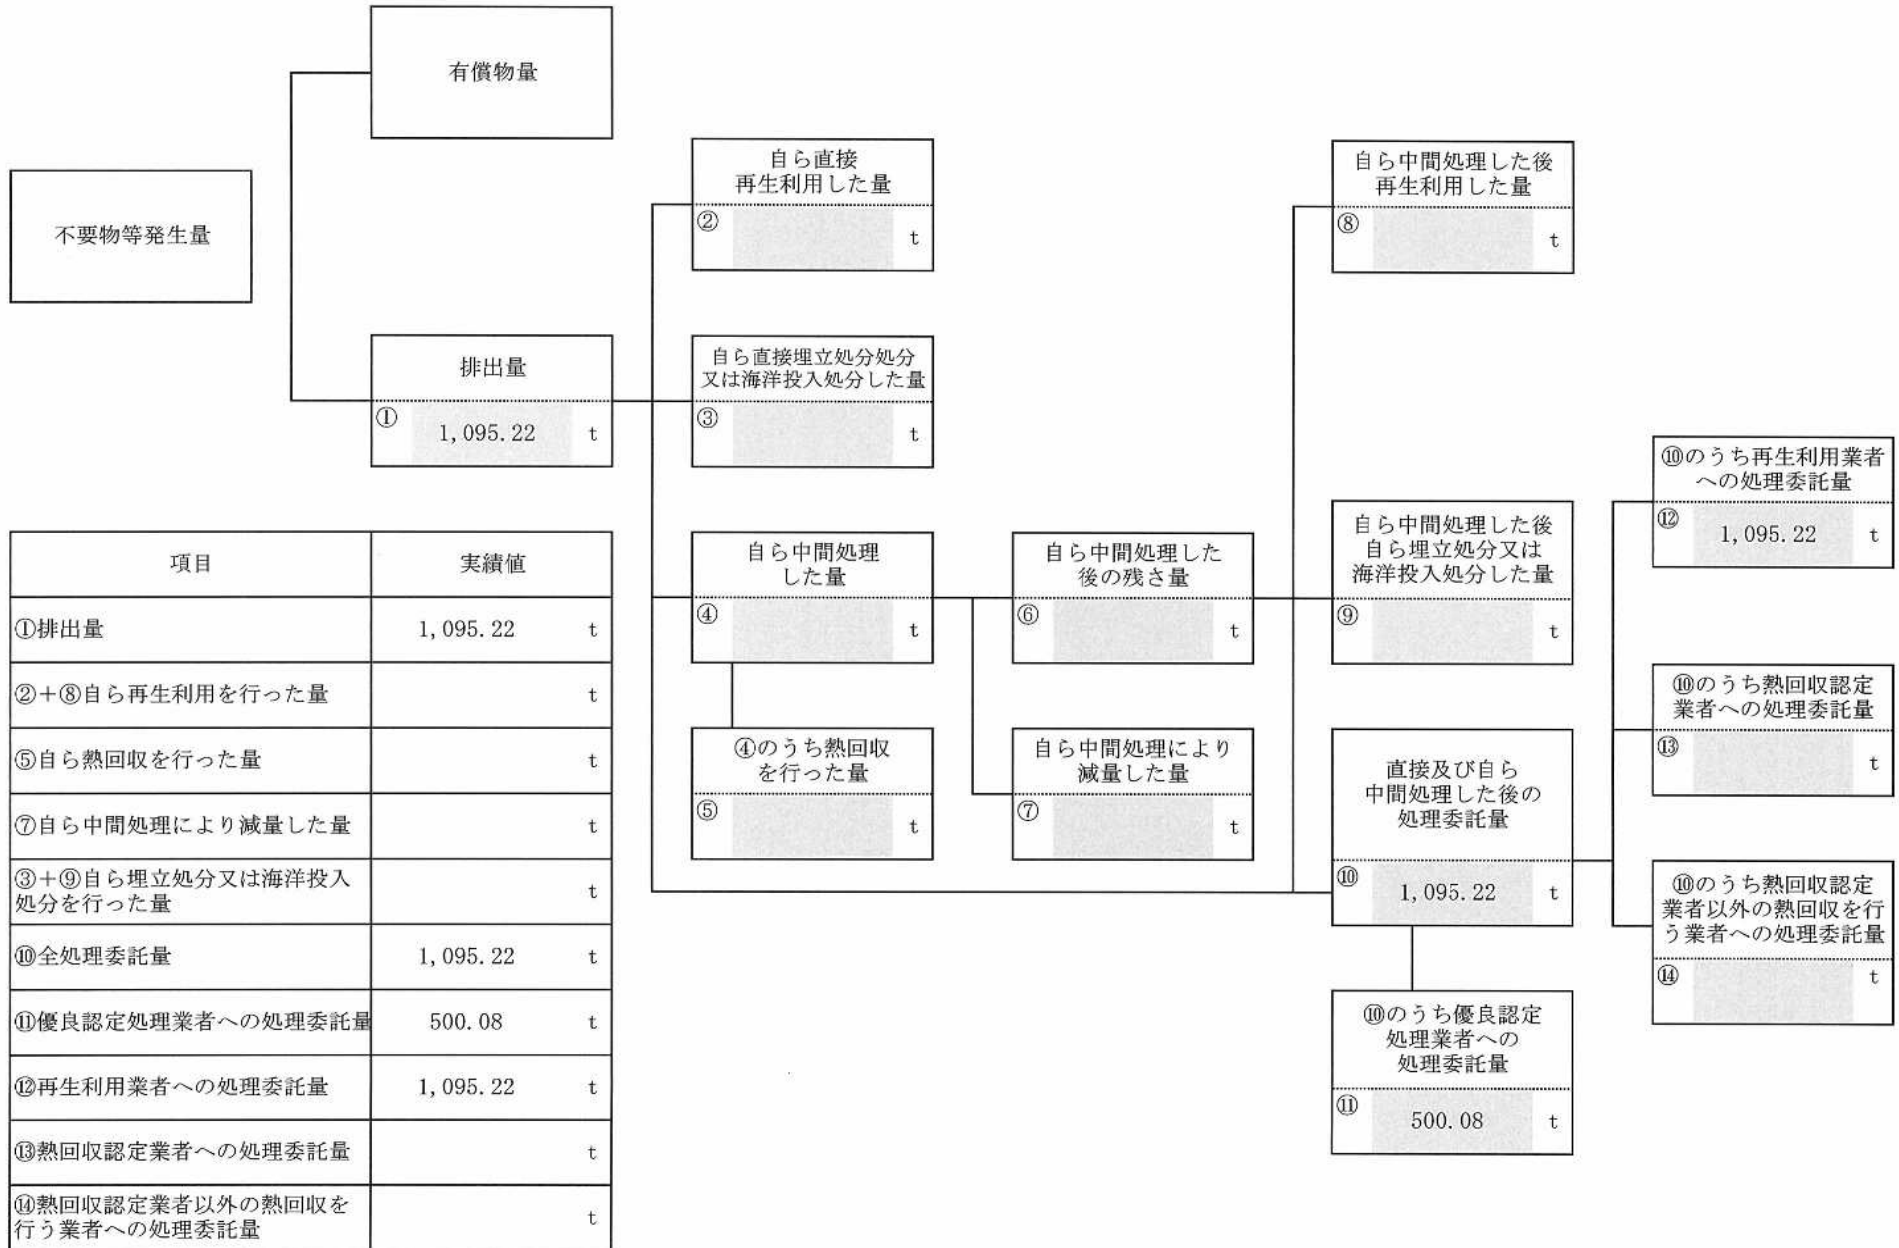 有償物量
不要物等発生量
排出量
①
1,095.22 t
自ら直接
再生利用した量
②
t
自ら直接埋立処分処分
又は海洋投入処分した量
③
t
自ら中間処理
した量
④
t
④のうち熱回収
を行った量
⑤
t
自ら中間処理した
後の残さ量
⑥
t
自ら中間処理により
減量した量
⑦
t
自ら中間処理した後
再生利用した量
⑧
t
自ら中間処理した後
自ら埋立処分又は
海洋投入処分した量
⑨
t
直接及び自ら
中間処理した後の
処理委託量
⑩
1,095.22 t
⑩のうち優良認定
処理業者への
処理委託量
⑪
500.08 t
⑩のうち再生利用業者
への処理委託量
⑫
1,095.22 t
⑩のうち熱回収認定
業者への処理委託量
⑬
t
⑩のうち熱回収認定
業者以外の熱回収を行
う業者への処理委託量
⑭
t
項目 実績値
①排出量 1,095.22 t
②+⑧自ら再生利用を行った量 t
⑤自ら熱回収を行った量 t
⑦自ら中間処理により減量した量 t
③+⑨自ら埋立処分又は海洋投入
処分を行った量 t
⑩全処理委託量 1,095.22 t
⑪優良認定処理業者への処理委託量 500.08 t
⑫再生利用業者への処理委託量 1,095.22 t
⑬熱回収認定業者への処理委託量 t
⑭熱回収認定業者以外の熱回収を
行う業者への処理委託量 t